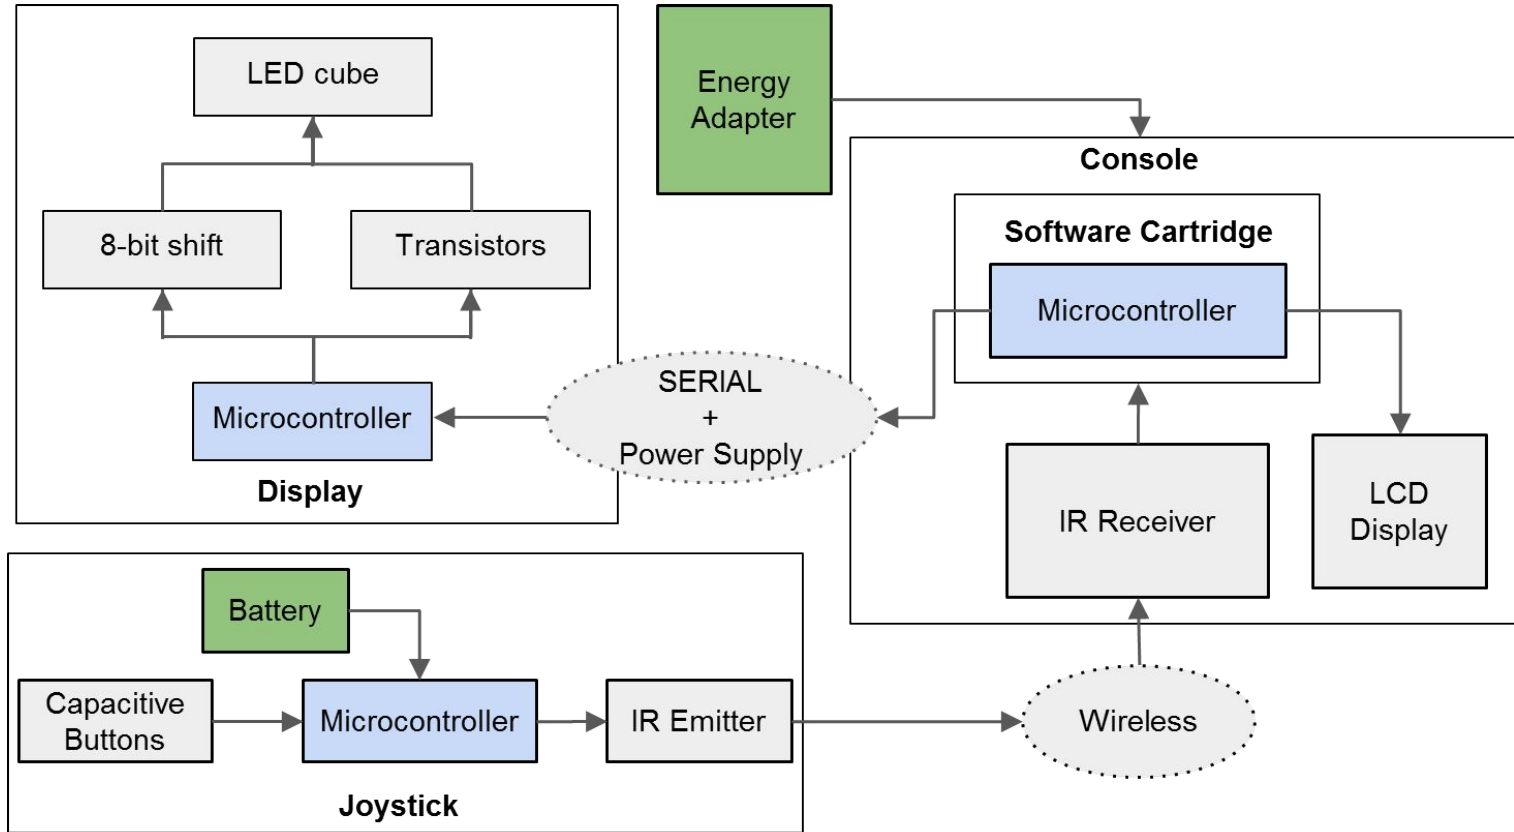 LED cube
8-bit shift
Transistors
Microcontroller
Display
Energy
Adapter
Console
Software Cartridge
Microcontroller
SERIAL
+
Power Supply
IR Receiver
LCD
Display
Battery
Capacitive
Buttons
Microcontroller
IR Emitter
Joystick
Wireless